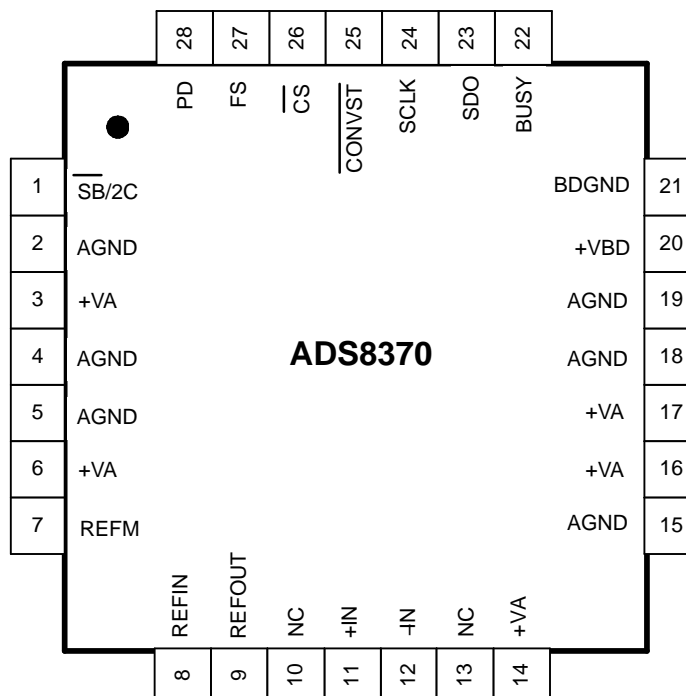 28 27 26 25 24 23 22
PD FS CS CONVST SCLK SDO BUSY
1 SB/2C BDGND 21
2 AGND +VBD 20
3 +VA AGND 19
4 AGND ADS8370 AGND 18
5 AGND +VA 17
6 +VA +VA 16
7 REFM AGND 15
REFIN REFOUT NC +IN -IN NC +VA
8 9 10 11 12 13 14